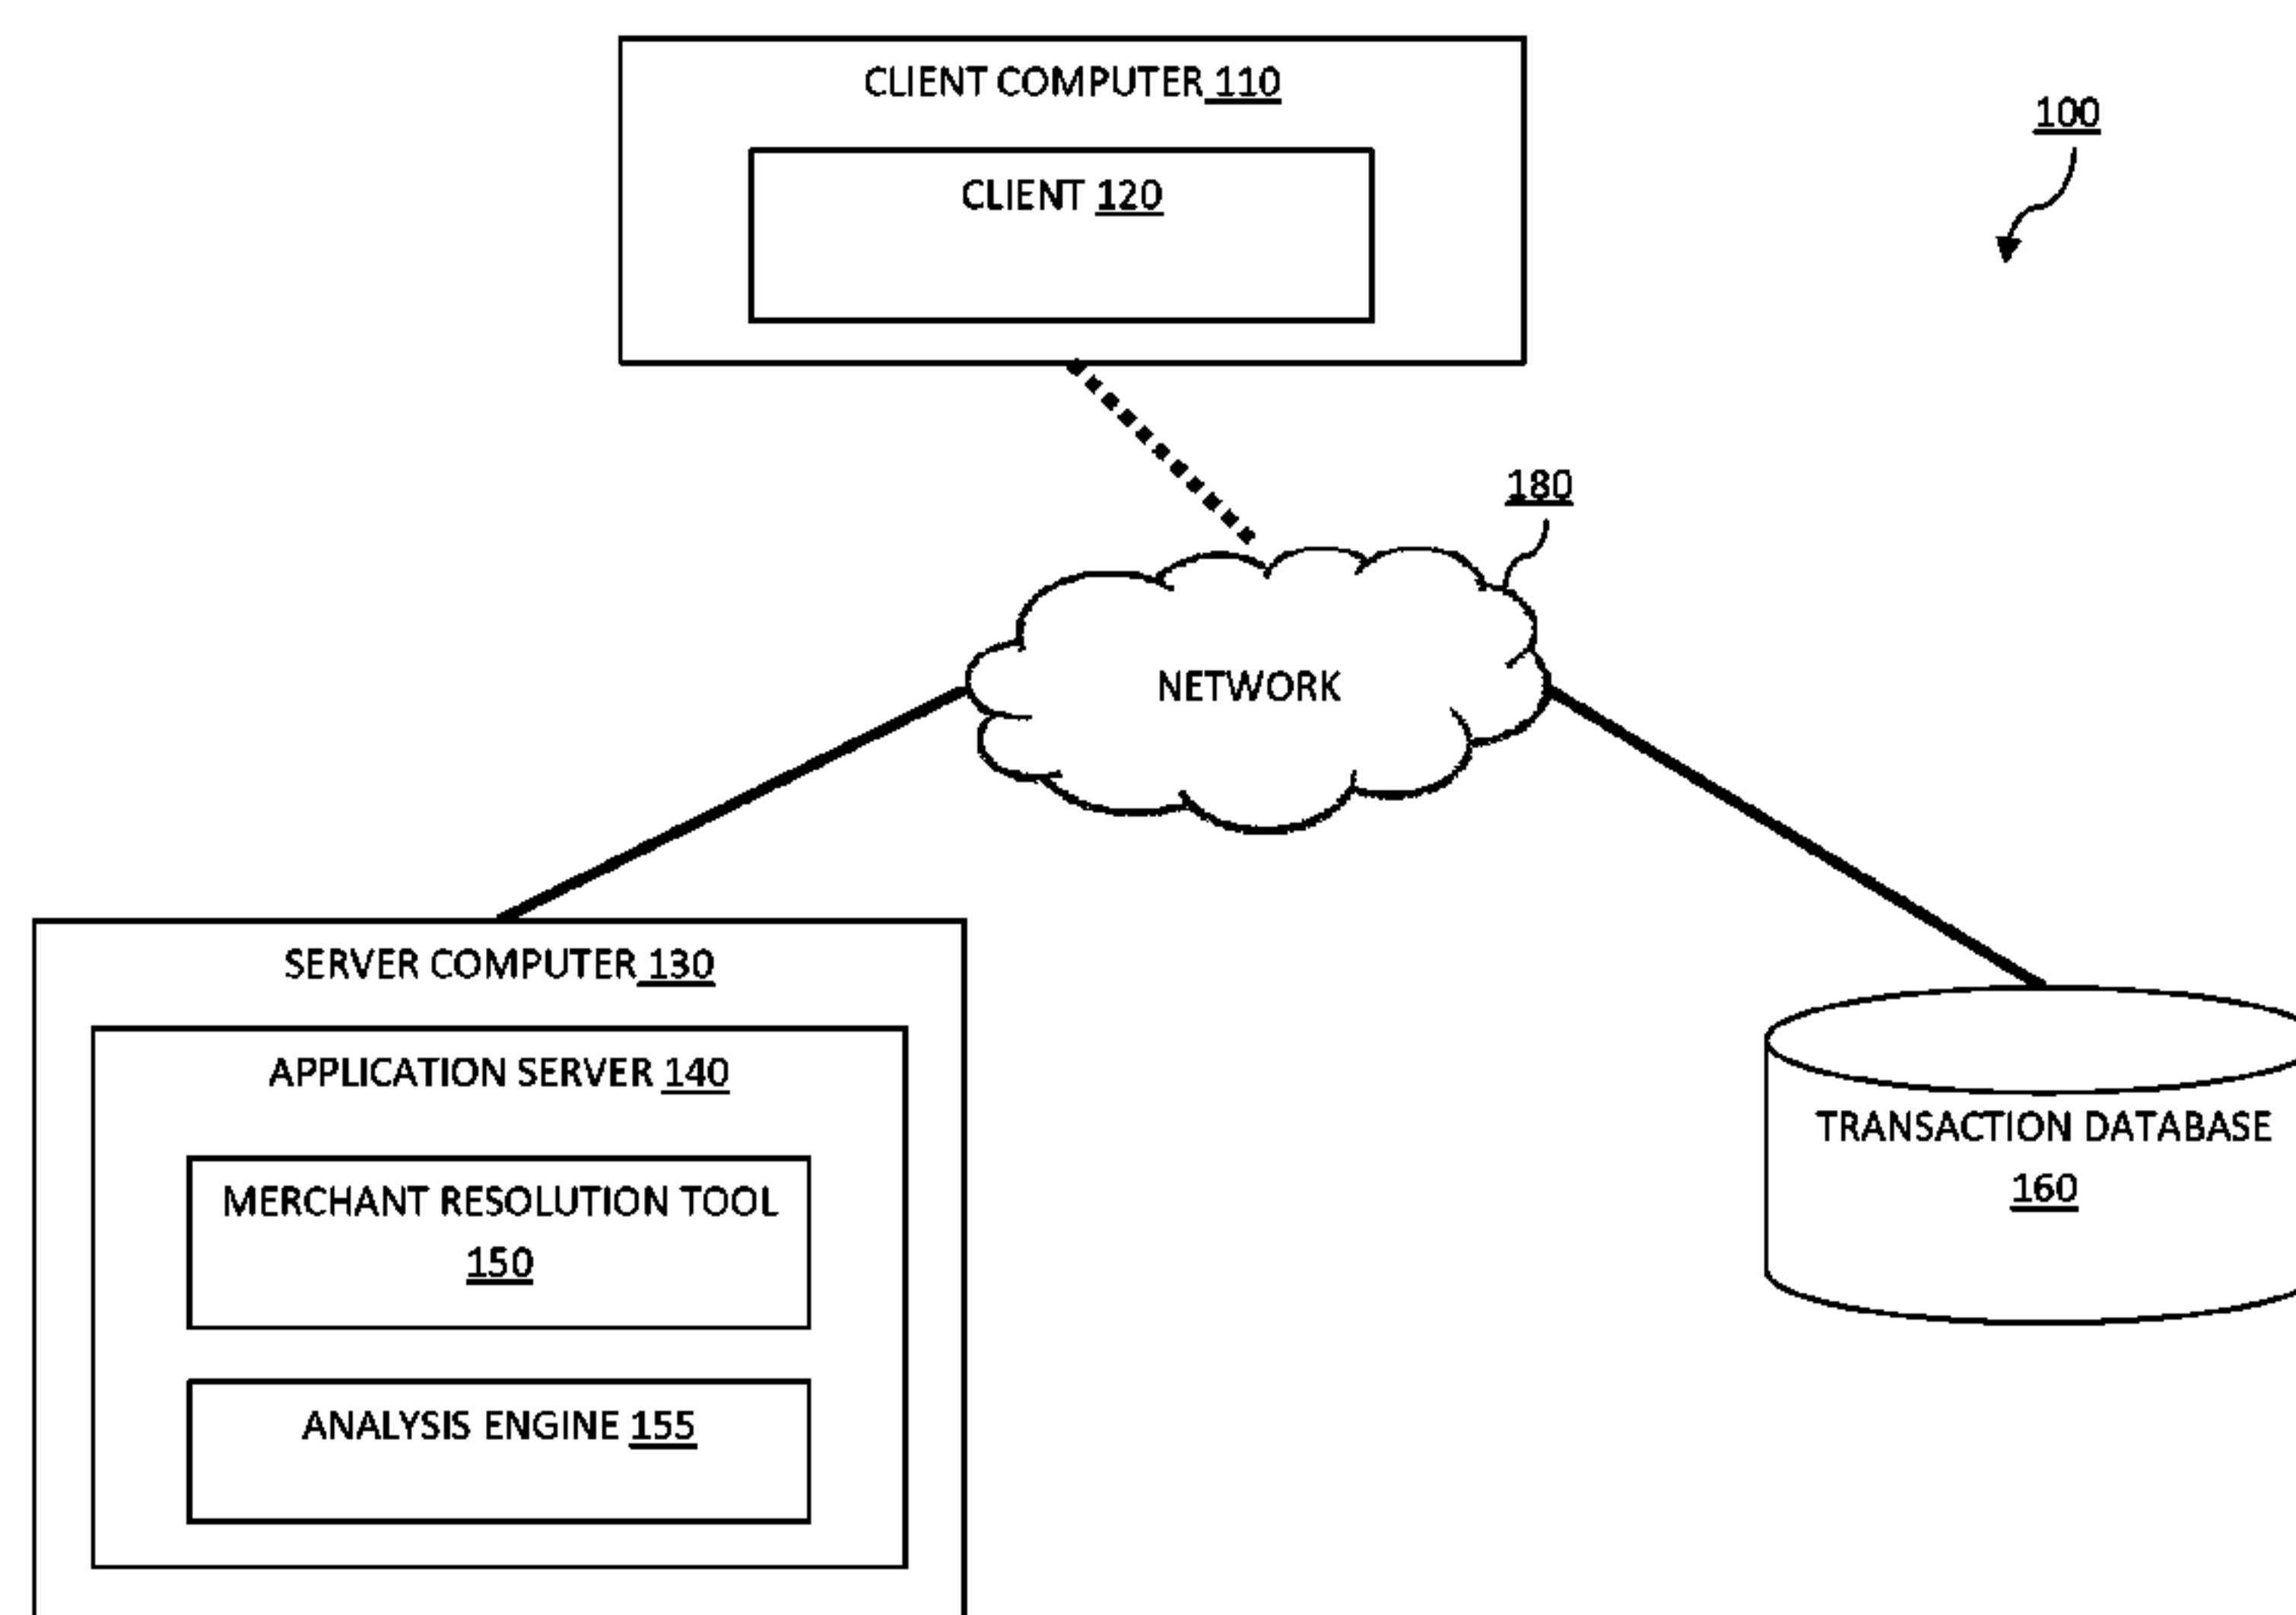 CLIENT COMPUTER 110
100
CLIENT 120
180
NETWORK
SERVER COMPUTER 130
APPLICATION SERVER 140
MERCHANT RESOLUTION TOOL
150
ANALYSIS ENGINE 155
TRANSACTION DATABASE
160